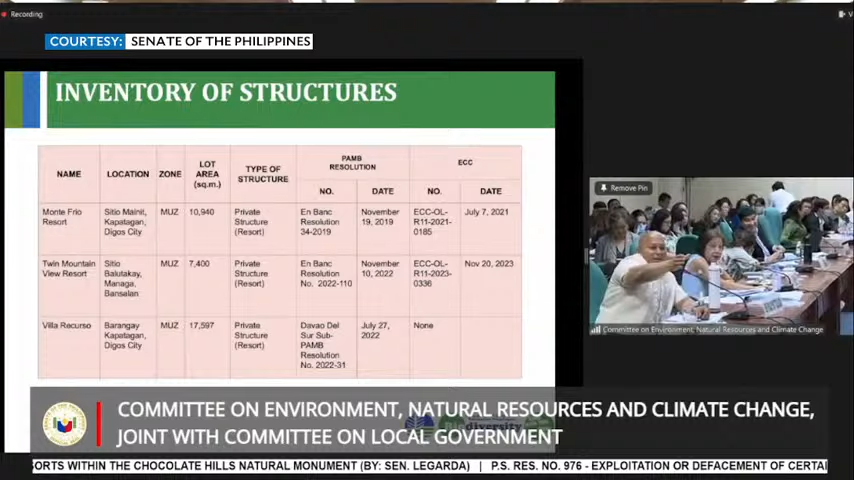 Recording
COURTESY: SENATE OF THE PHILIPPINES
INVENTORY OF STRUCTURES
NAME LOCATION ZONE LOT AREA (sq.m.) TYPE OF STRUCTURE PAMB RESOLUTION ECC
NO. DATE NO. DATE
Monte Frio Resort Sitio Mainit, Kapatagan, Digos City MUZ 10,940 Private Structure (Resort) En Banc Resolution 34-2019 November 19, 2019 ECC-OL-R11-2021-0185 July 7, 2021
Twin Mountain View Resort Sitio Balutakay, Managa, Bansalan MUZ 7,400 Private Structure (Resort) En Banc Resolution No. 2022-110 November 10, 2022 ECC-OL-R11-2023-0336 Nov 20, 2023
Villa Recurso Barangay Kapatagan, Digos City MUZ 17,597 Private Structure (Resort) Davao Del Sur Sub-PAMB Resolution No. 2022-31 July 27, 2022 None
Remove Pin
Committee on Environment, Natural Resources and Climate Change
COMMITTEE ON ENVIRONMENT, NATURAL RESOURCES AND CLIMATE CHANGE,
JOINT WITH COMMITTEE ON LOCAL GOVERNMENT
ORTS WITHIN THE CHOCOLATE HILLS NATURAL MONUMENT (BY: SEN. LEGARDA) | P.S. RES. NO. 976 - EXPLOITATION OR DEFACEMENT OF CERTAI